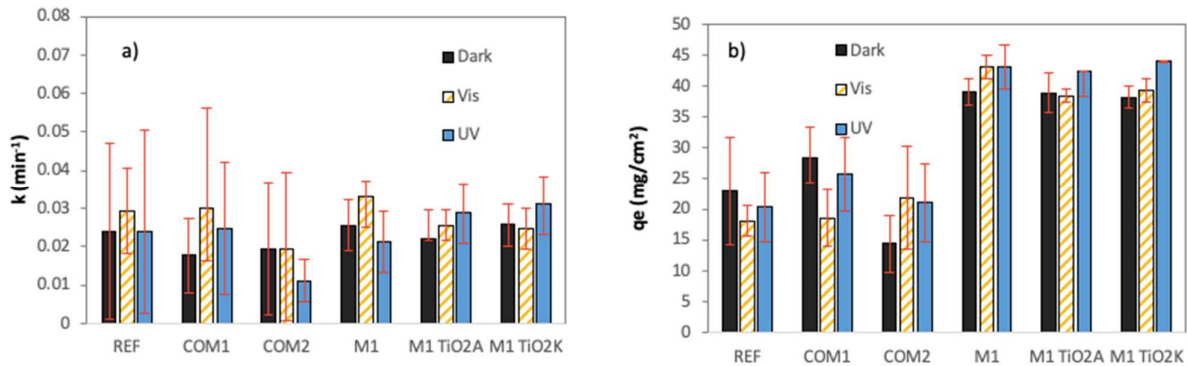 a)
k (min⁻¹)
0.08
0.07
0.06
0.05
0.04
0.03
0.02
0.01
0
Dark
Vis
UV
REF COM1 COM2 M1 M1 TiO2A M1 TiO2K
b)
qe (mg/cm²)
50
45
40
35
30
25
20
15
10
5
0
Dark
Vis
UV
REF COM1 COM2 M1 M1 TiO2A M1 TiO2K